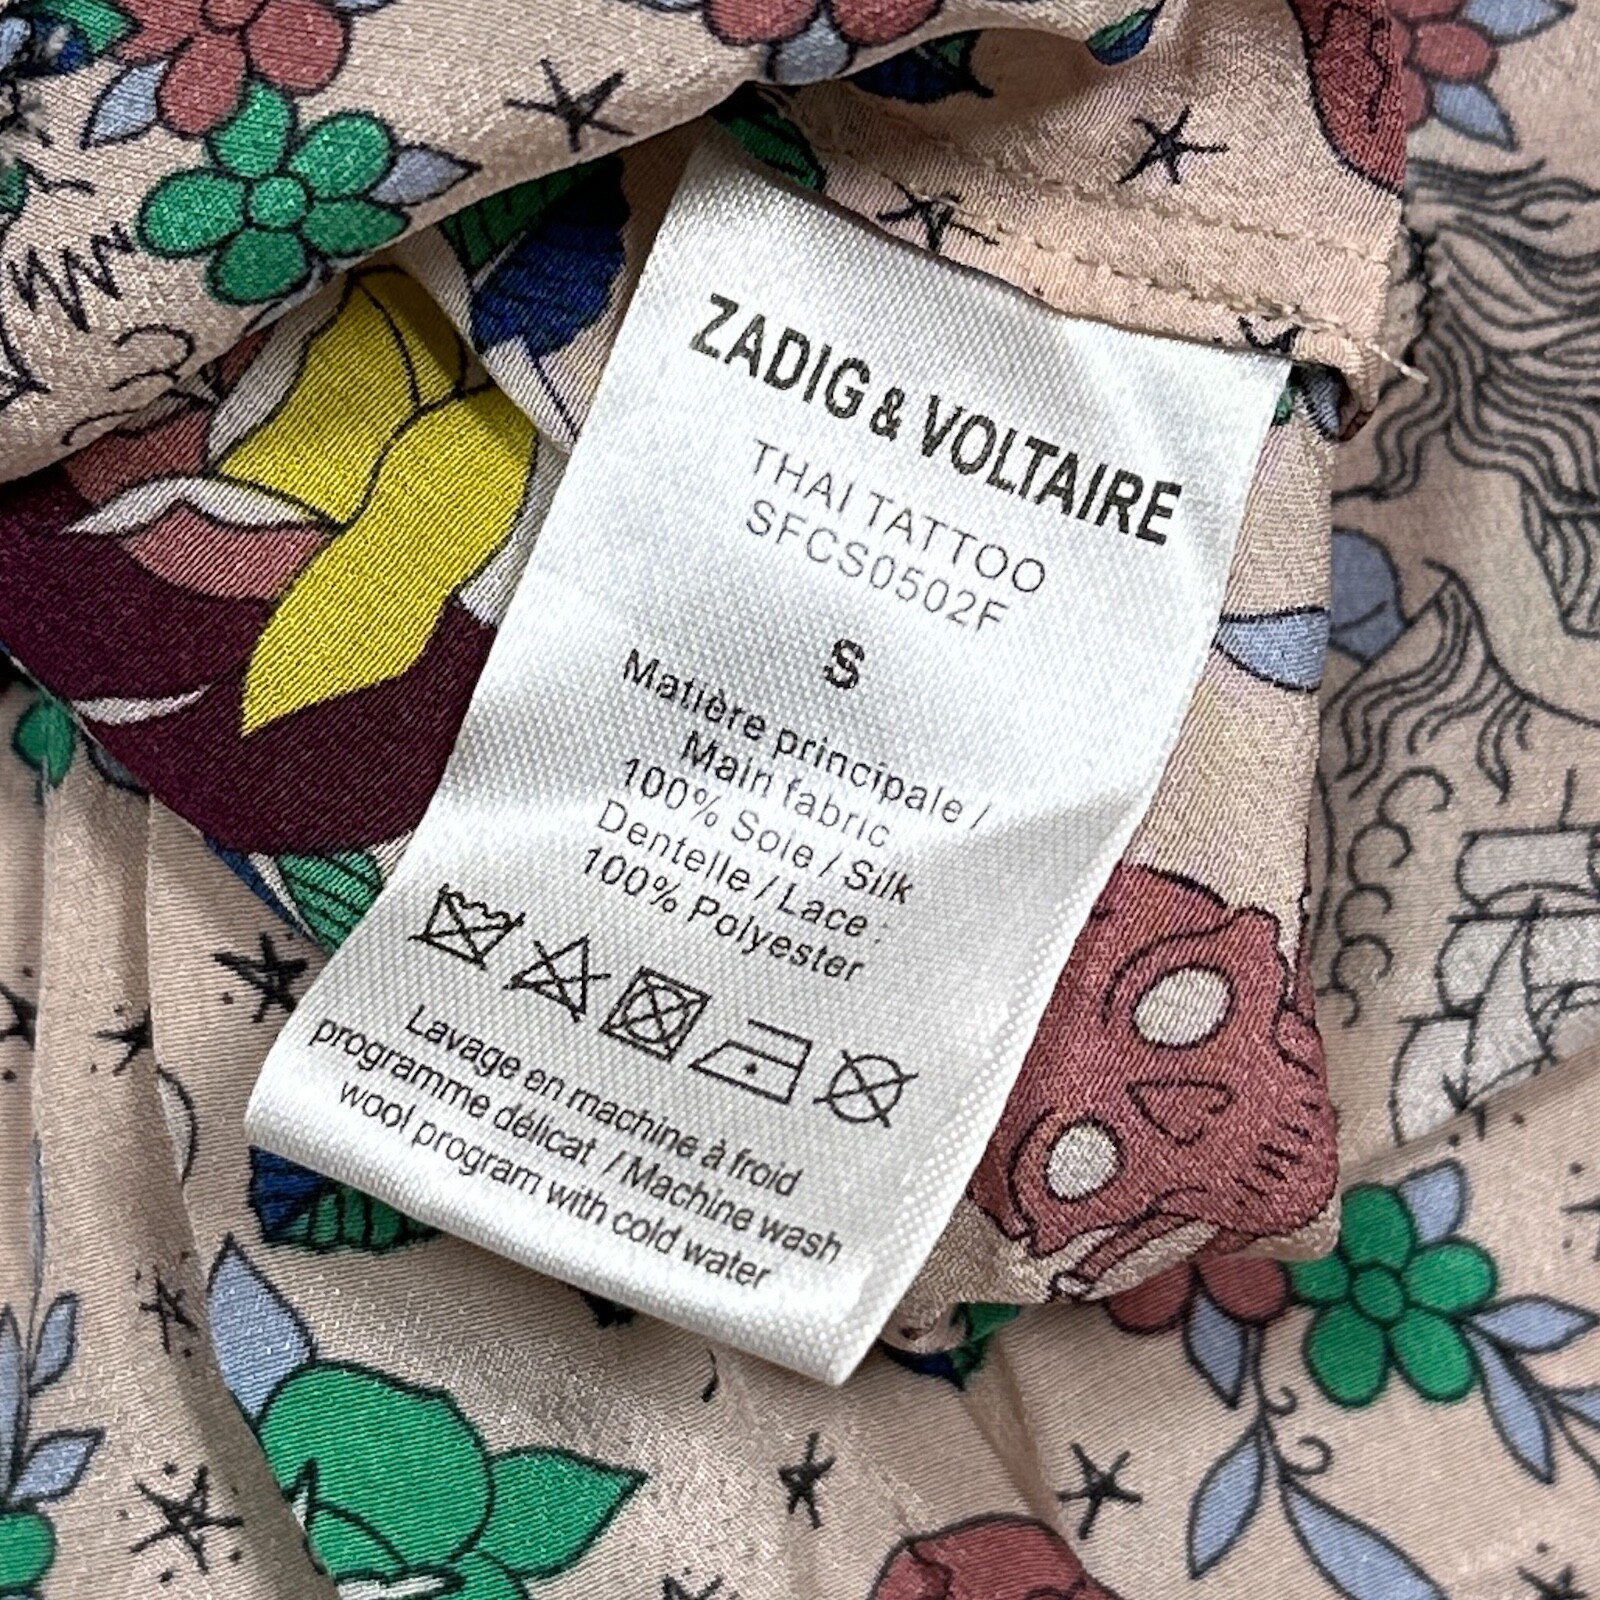 ZADIG & VOLTAIRE
THAI TATTOO
SFCS0502F
S
Matière principale /
Main fabric
100% Soie / Silk
Dentelle / Lace :
100% Polyester
Lavage en machine à froid
programme délicat / Machine wash
wool program with cold water